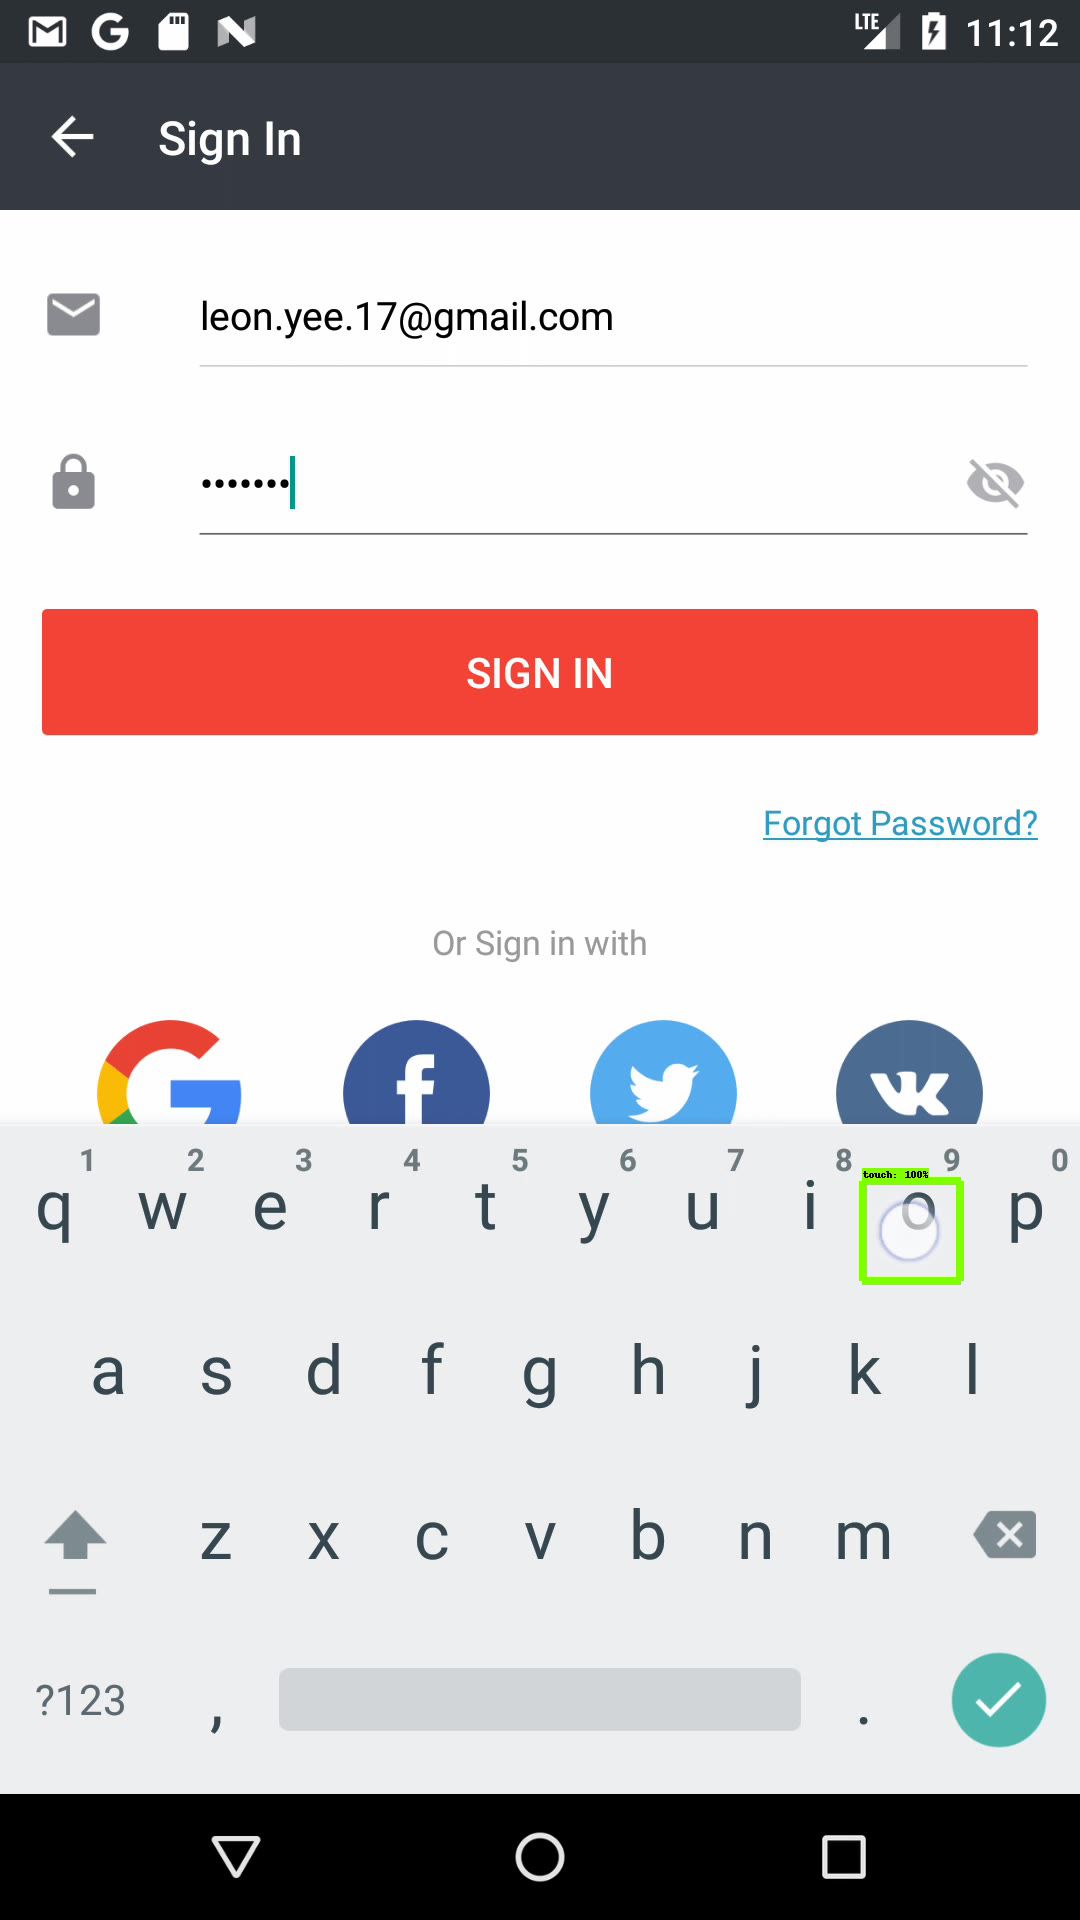 LTE 11:12
Sign In
leon.yee.17@gmail.com
•••••••
SIGN IN
Forgot Password?
Or Sign in with
1 2 3 4 5 6 7 8 9 0
touch: 100%
q w e r t y u i o p
a s d f g h j k l
z x c v b n m
?123 , .